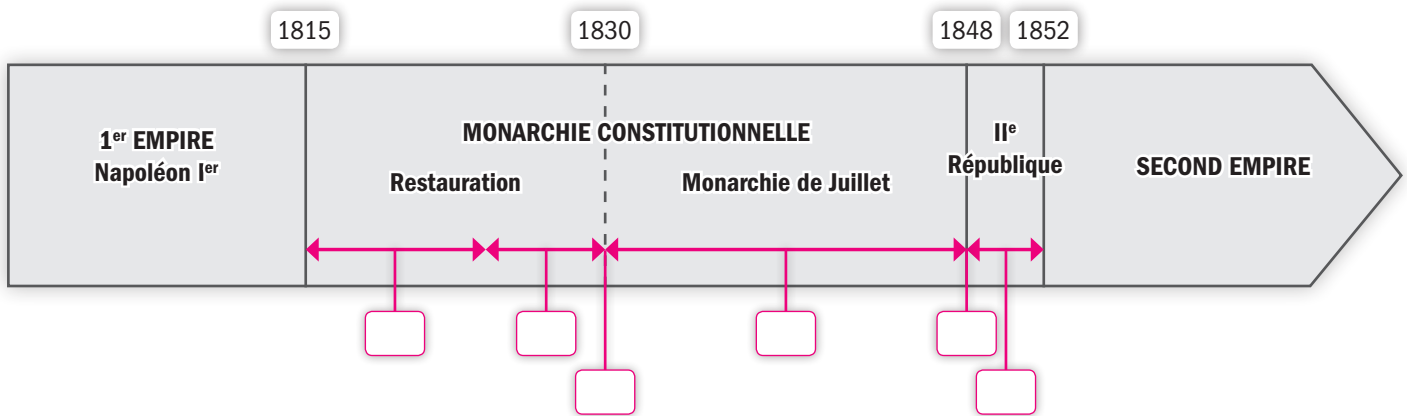 1815
1830
1848
1852
1er EMPIRE
Napoléon Ier
MONARCHIE CONSTITUTIONNELLE
Restauration
Monarchie de Juillet
IIe
République
SECOND EMPIRE